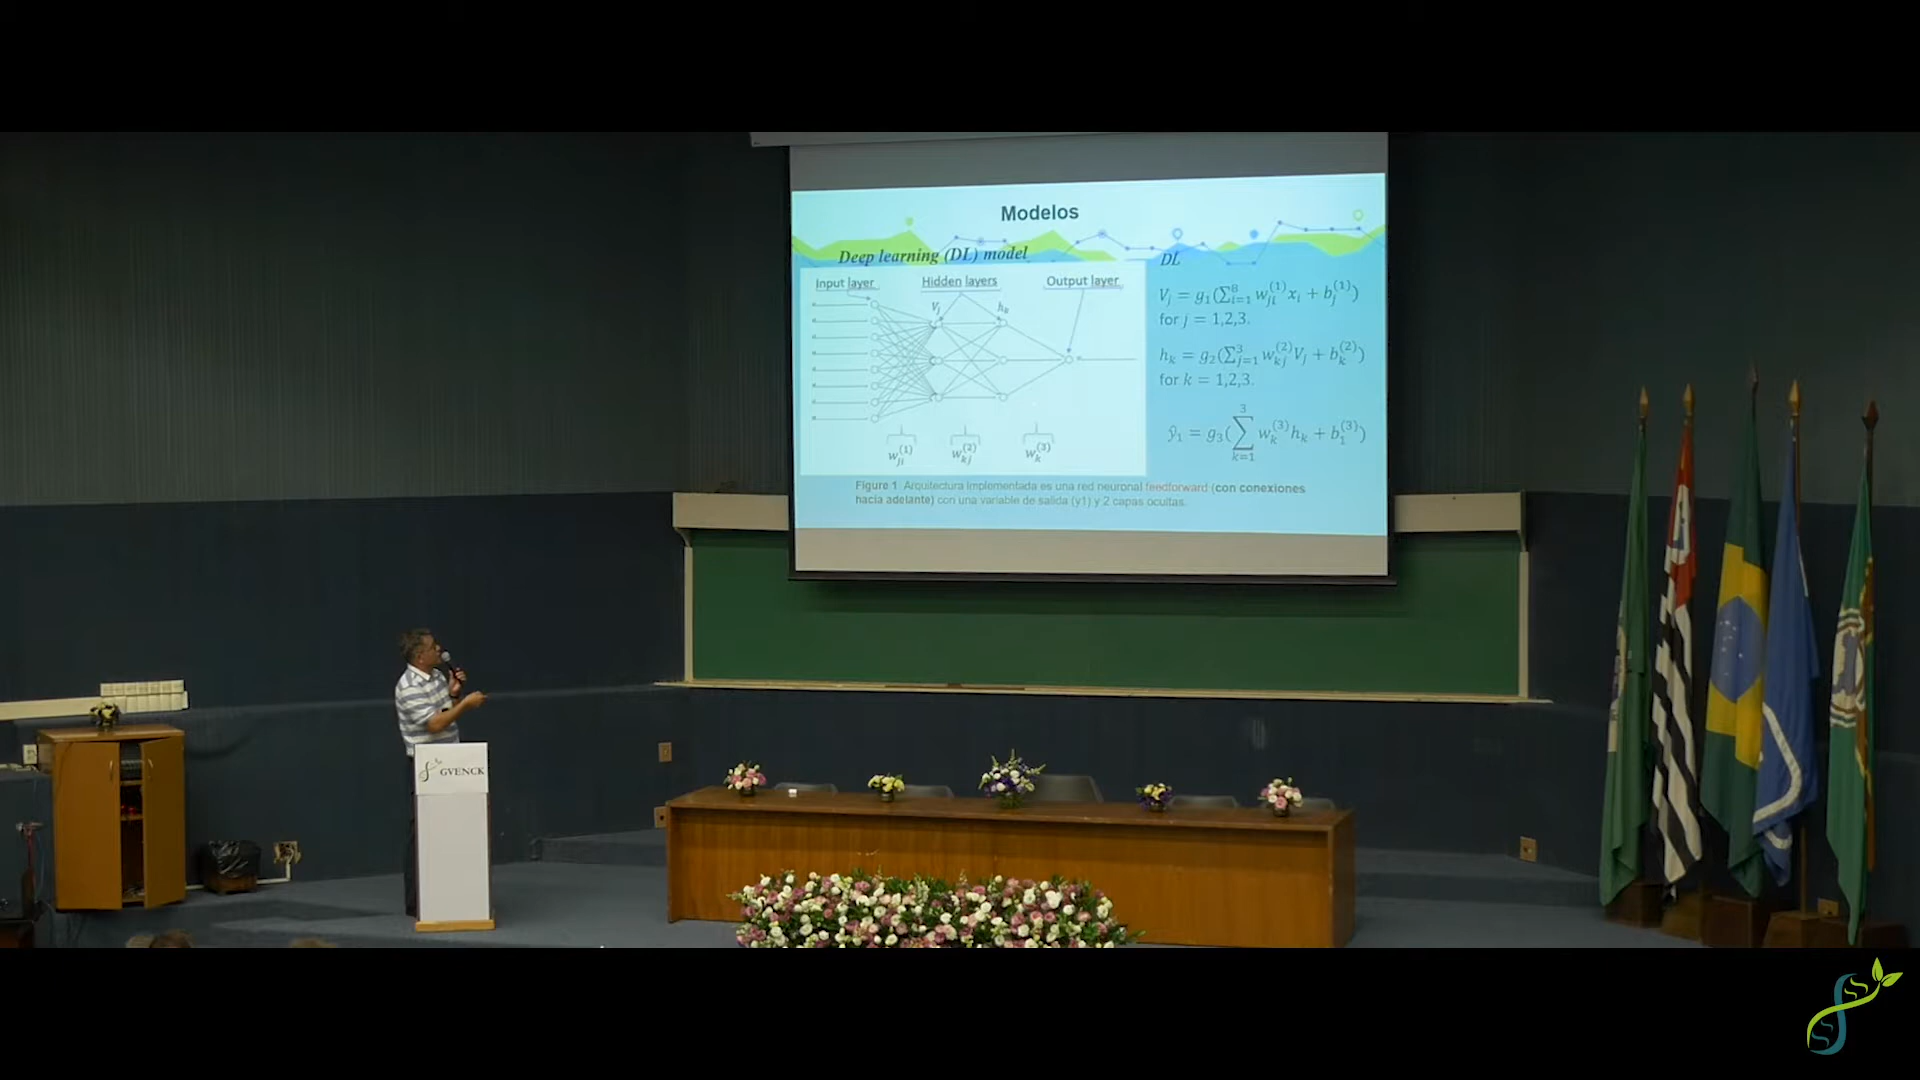 Modelos
Deep learning (DL) model
Input layer
Hidden layers
Output layer
V_j
h_k
w_{ji}^{(1)}
w_{kj}^{(2)}
w_k^{(3)}
DL
V_j = g_1(∑_{i=1}^{8} w_{ji}^{(1)} x_i + b_j^{(1)})
for j = 1,2,3.
h_k = g_2(∑_{j=1}^{3} w_{kj}^{(2)} V_j + b_k^{(2)})
for k = 1,2,3.
ŷ_1 = g_3(∑_{k=1}^{3} w_k^{(3)} h_k + b_1^{(3)})
Figure 1 Arquitectura Implementada es una red neuronal feedforward (con conexiones
hacia adelante) con una variable de salida (y1) y 2 capas ocultas.
GVENCK